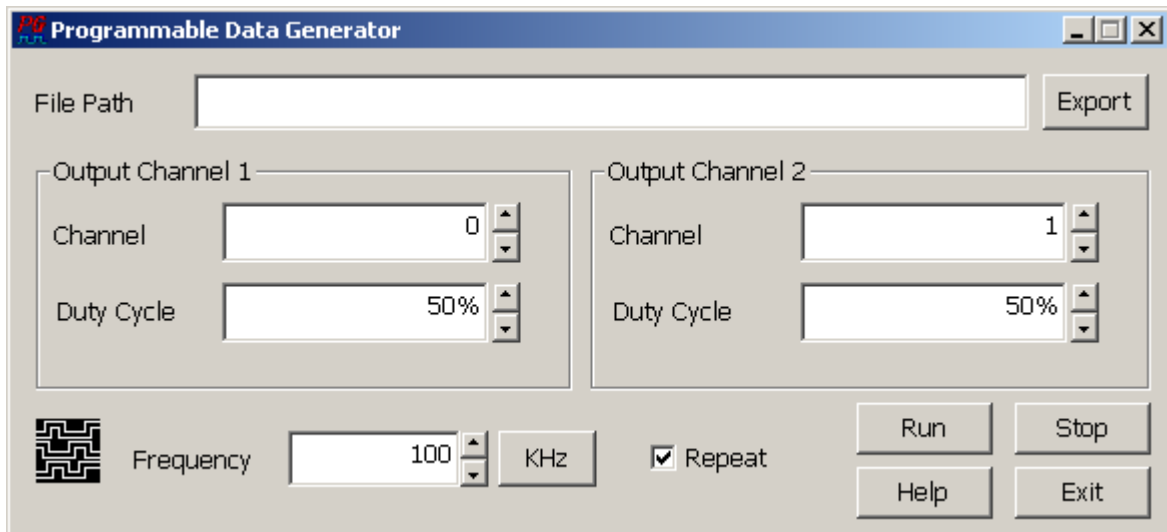 PG Programmable Data Generator
File Path
Export
Output Channel 1
Channel 0
Duty Cycle 50%
Output Channel 2
Channel 1
Duty Cycle 50%
Frequency 100 KHz
Repeat
Run
Stop
Help
Exit